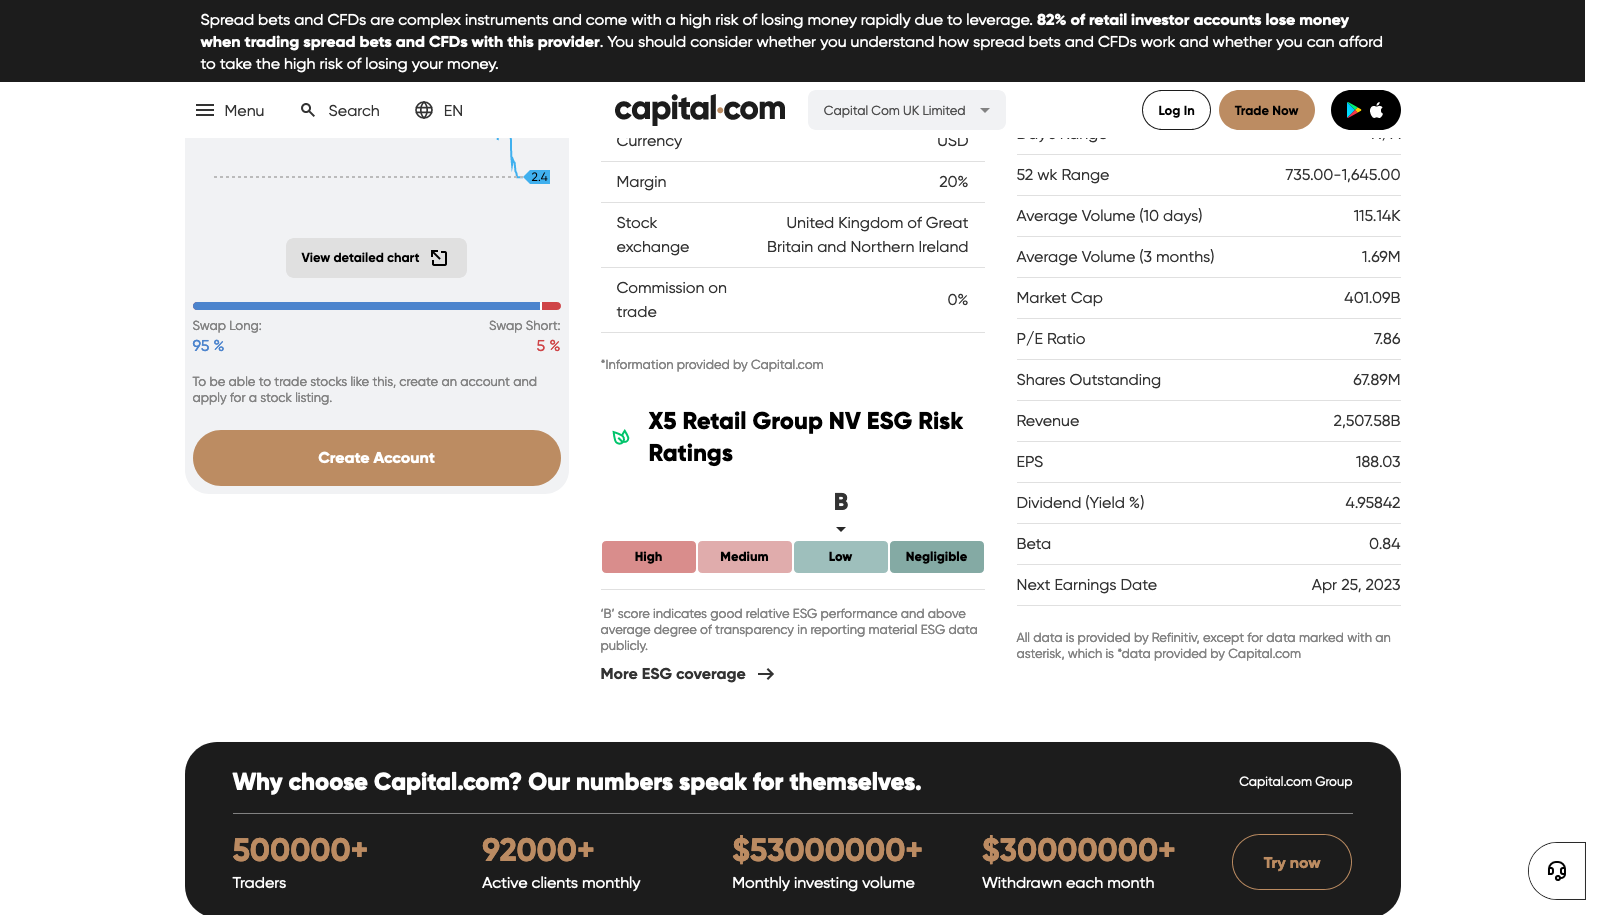 Spread bets and CFDs are complex instruments and come with a high risk of losing money rapidly due to leverage. 82% of retail investor accounts lose money
when trading spread bets and CFDs with this provider. You should consider whether you understand how spread bets and CFDs work and whether you can afford
to take the high risk of losing your money.
Menu
Search
EN
capital.com
Capital Com UK Limited
Log In
Trade Now
2.4
View detailed chart
Swap Long:
Swap Short:
95 %
5 %
To be able to trade stocks like this, create an account and
apply for a stock listing.
Create Account
Currency
USD
Margin
20%
Stock
exchange
United Kingdom of Great
Britain and Northern Ireland
Commission on
trade
0%
*Information provided by Capital.com
X5 Retail Group NV ESG Risk
Ratings
B
High
Medium
Low
Negligible
'B' score indicates good relative ESG performance and above
average degree of transparency in reporting material ESG data
publicly.
More ESG coverage
52 wk Range
735.00-1,645.00
Average Volume (10 days)
115.14K
Average Volume (3 months)
1.69M
Market Cap
401.09B
P/E Ratio
7.86
Shares Outstanding
67.89M
Revenue
2,507.58B
EPS
188.03
Dividend (Yield %)
4.95842
Beta
0.84
Next Earnings Date
Apr 25, 2023
All data is provided by Refinitiv, except for data marked with an
asterisk, which is *data provided by Capital.com
Why choose Capital.com? Our numbers speak for themselves.
Capital.com Group
500000+
Traders
92000+
Active clients monthly
$53000000+
Monthly investing volume
$30000000+
Withdrawn each month
Try now